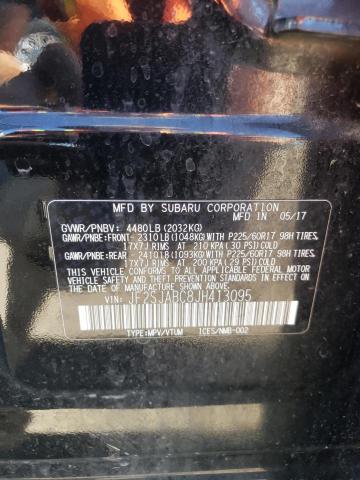 MFD. BY SUBARU CORPORATION
MFD. IN 05/17
GVWR/PNBV: 4480LB (2032KG)
GAWR/PNBE:FRONT-2310LB(1048KG)WITH P225/60R17 98H TIRES,
17X7J RIMS AT 210 KPA(30 PSI)COLD
GAWR/PNBE:REAR -2410LB(1093KG)WITH P225/60R17 98H TIRES,
17X7J RIMS AT 200 KPA(29 PSI)COLD
THIS VEHICLE CONFORMS TO ALL APPLICABLE FEDERAL MOTOR
VEHICLE SAFETY, BUMPER, AND THEFT PREVENTION STANDARDS
IN EFFECT ON THE DATE OF MANUFACTURE SHOWN ABOVE.
VIN: JF2SJABC8JH413095
TYPE:MPV/VTUM ICES/NMB-002